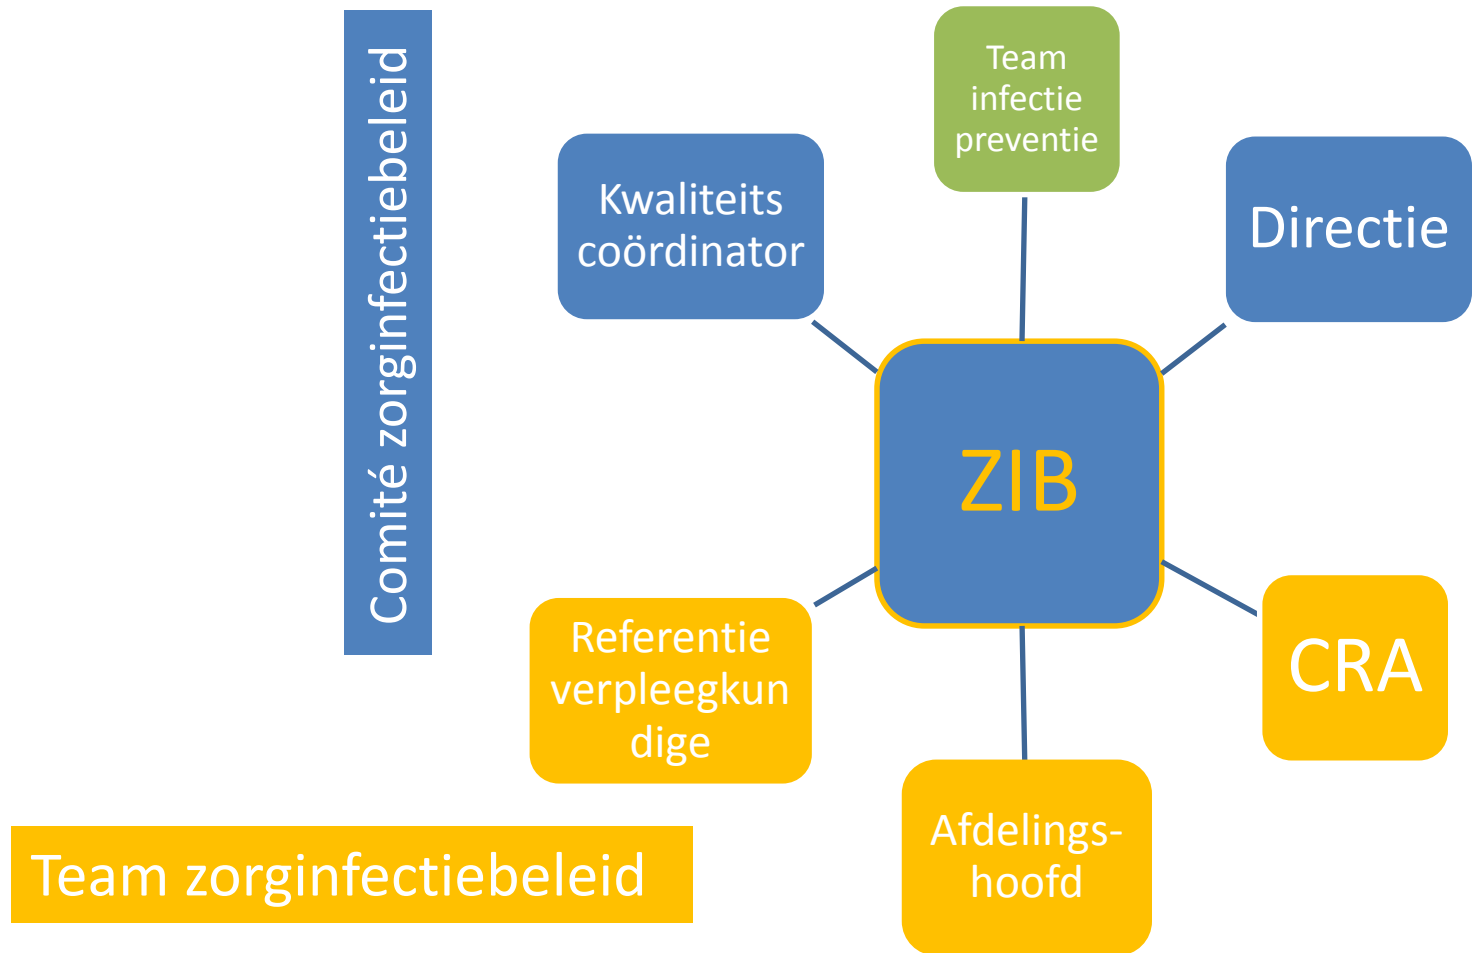 Comité zorginfectiebeleid
Team
infectie
preventie
Kwaliteits
coördinator
Directie
ZIB
Referentie
verpleegkun
dige
CRA
Afdelings-
hoofd
Team zorginfectiebeleid